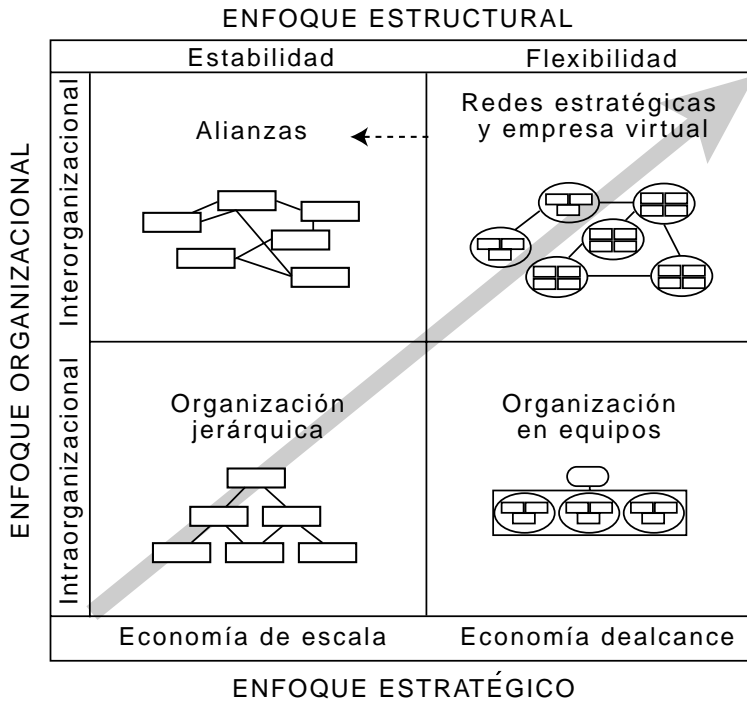 ENFOQUE ESTRUCTURAL
Estabilidad
Flexibilidad
ENFOQUE ORGANIZACIONAL
Interorganizacional
Alianzas
Redes estratégicas
y empresa virtual
Intraorganizacional
Organización
jerárquica
Organización
en equipos
Economía de escala
Economía dealcance
ENFOQUE ESTRATÉGICO